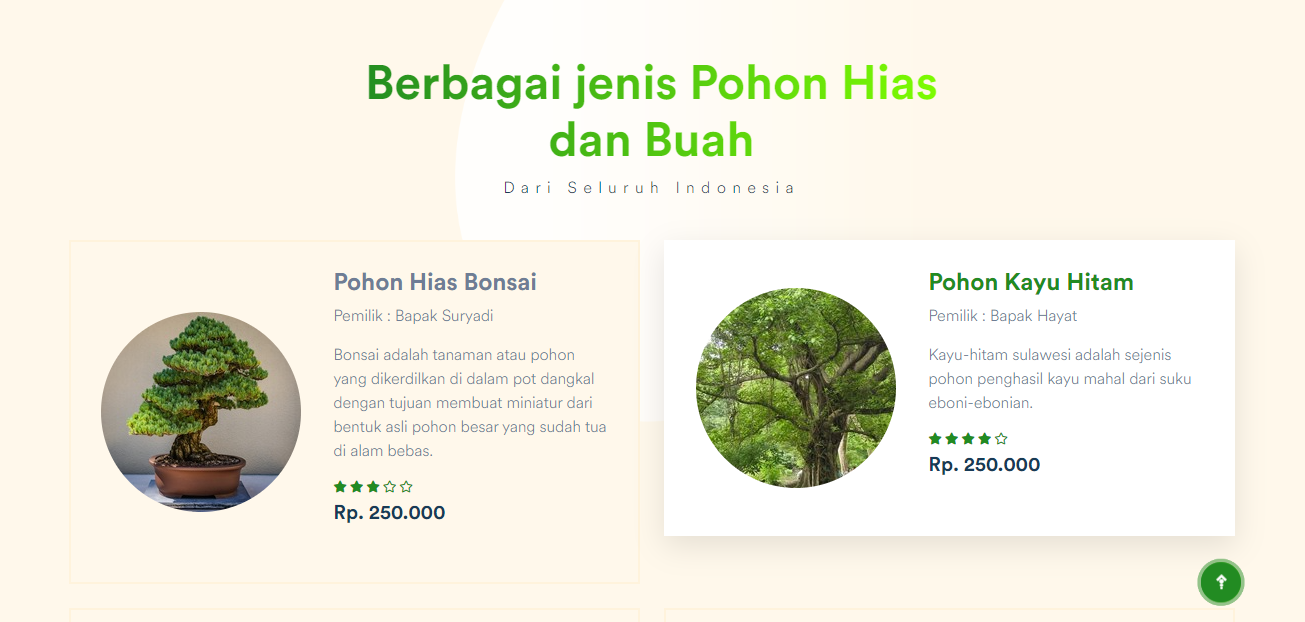 Berbagai jenis Pohon Hias
dan Buah
Dari Seluruh Indonesia
Pohon Hias Bonsai
Pemilik : Bapak Suryadi
Bonsai adalah tanaman atau pohon
yang dikerdilkan di dalam pot dangkal
dengan tujuan membuat miniatur dari
bentuk asli pohon besar yang sudah tua
di alam bebas.
Rp. 250.000
Pohon Kayu Hitam
Pemilik : Bapak Hayat
Kayu-hitam sulawesi adalah sejenis
pohon penghasil kayu mahal dari suku
eboni-ebonian.
Rp. 250.000